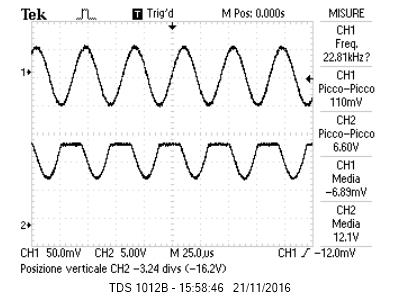 Tek T Trig'd M Pos: 0.000s MISURE
CH1
Freq.
22.81kHz?
1 CH1
Picco-Picco
110mV
CH2
Picco-Picco
6.60V
CH1
Media
-6.89mV
CH2
Media
2 12.1V
CH1 50.0mV CH2 5.00V M 25.0µs CH1 -12.0mV
Posizione verticale CH2 -3.24 divs (-16.2V)
TDS 1012B - 15:58:46 21/11/2016